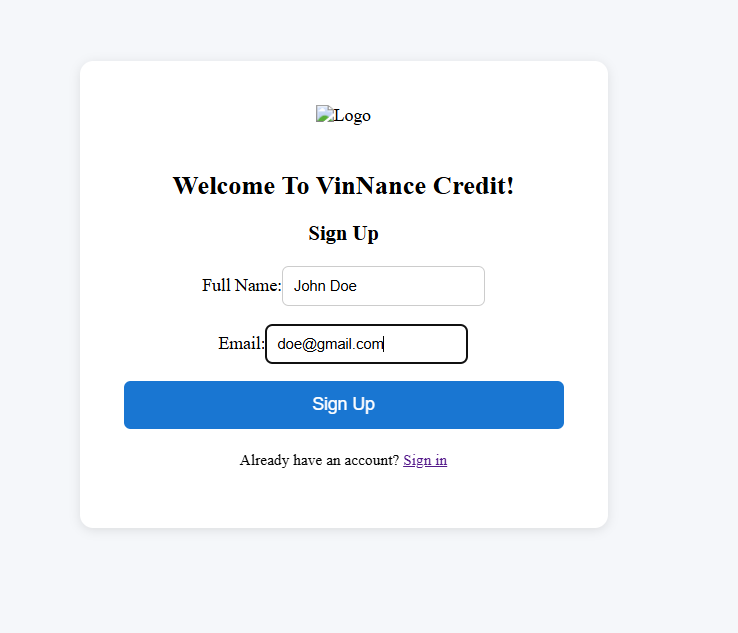 Logo
Welcome To VinNance Credit!
Sign Up
Full Name: John Doe
Email: doe@gmail.com
Sign Up
Already have an account? Sign in